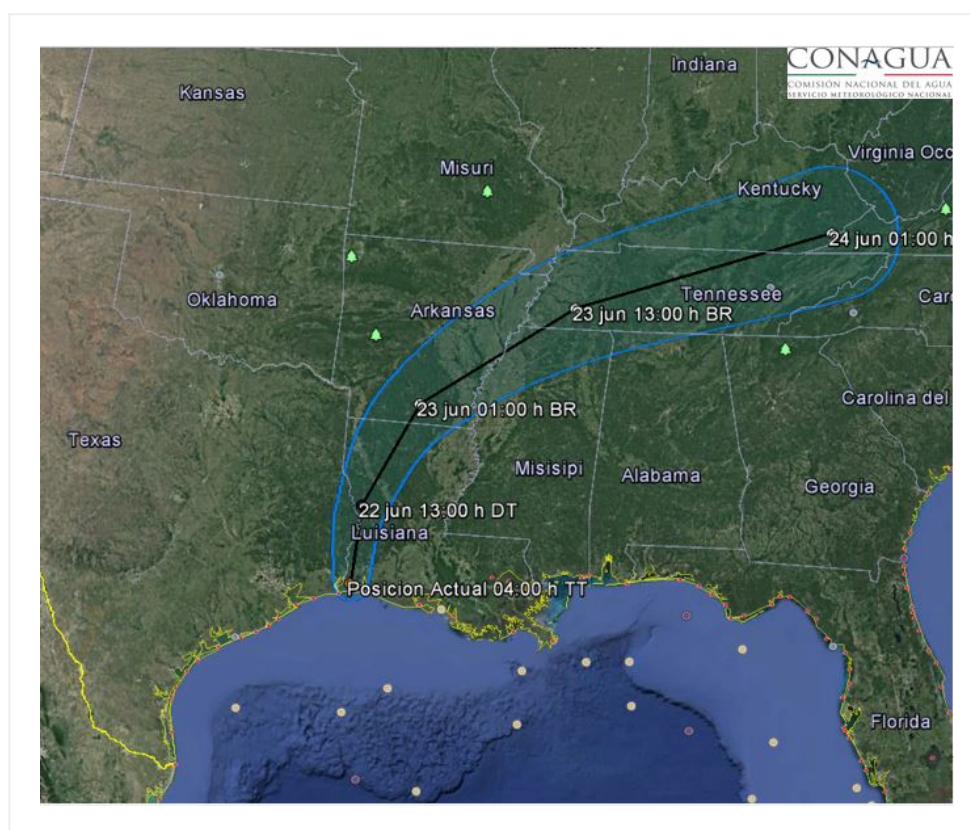 CONAGUA
COMISIÓN NACIONAL DEL AGUA
SERVICIO METEOROLÓGICO NACIONAL
Indiana
Kansas
Misuri
Virginia Occ
Kentucky
24 jun 01:00 h
Oklahoma
Arkansas
Tennessee
Carc
23 jun 13:00 h BR
23 jun 01:00 h BR
Carolina del
Texas
Misisipi
Alabama
Georgia
22 jun 13:00 h DT
Luisiana
Posicion Actual 04:00 h TT
Florida